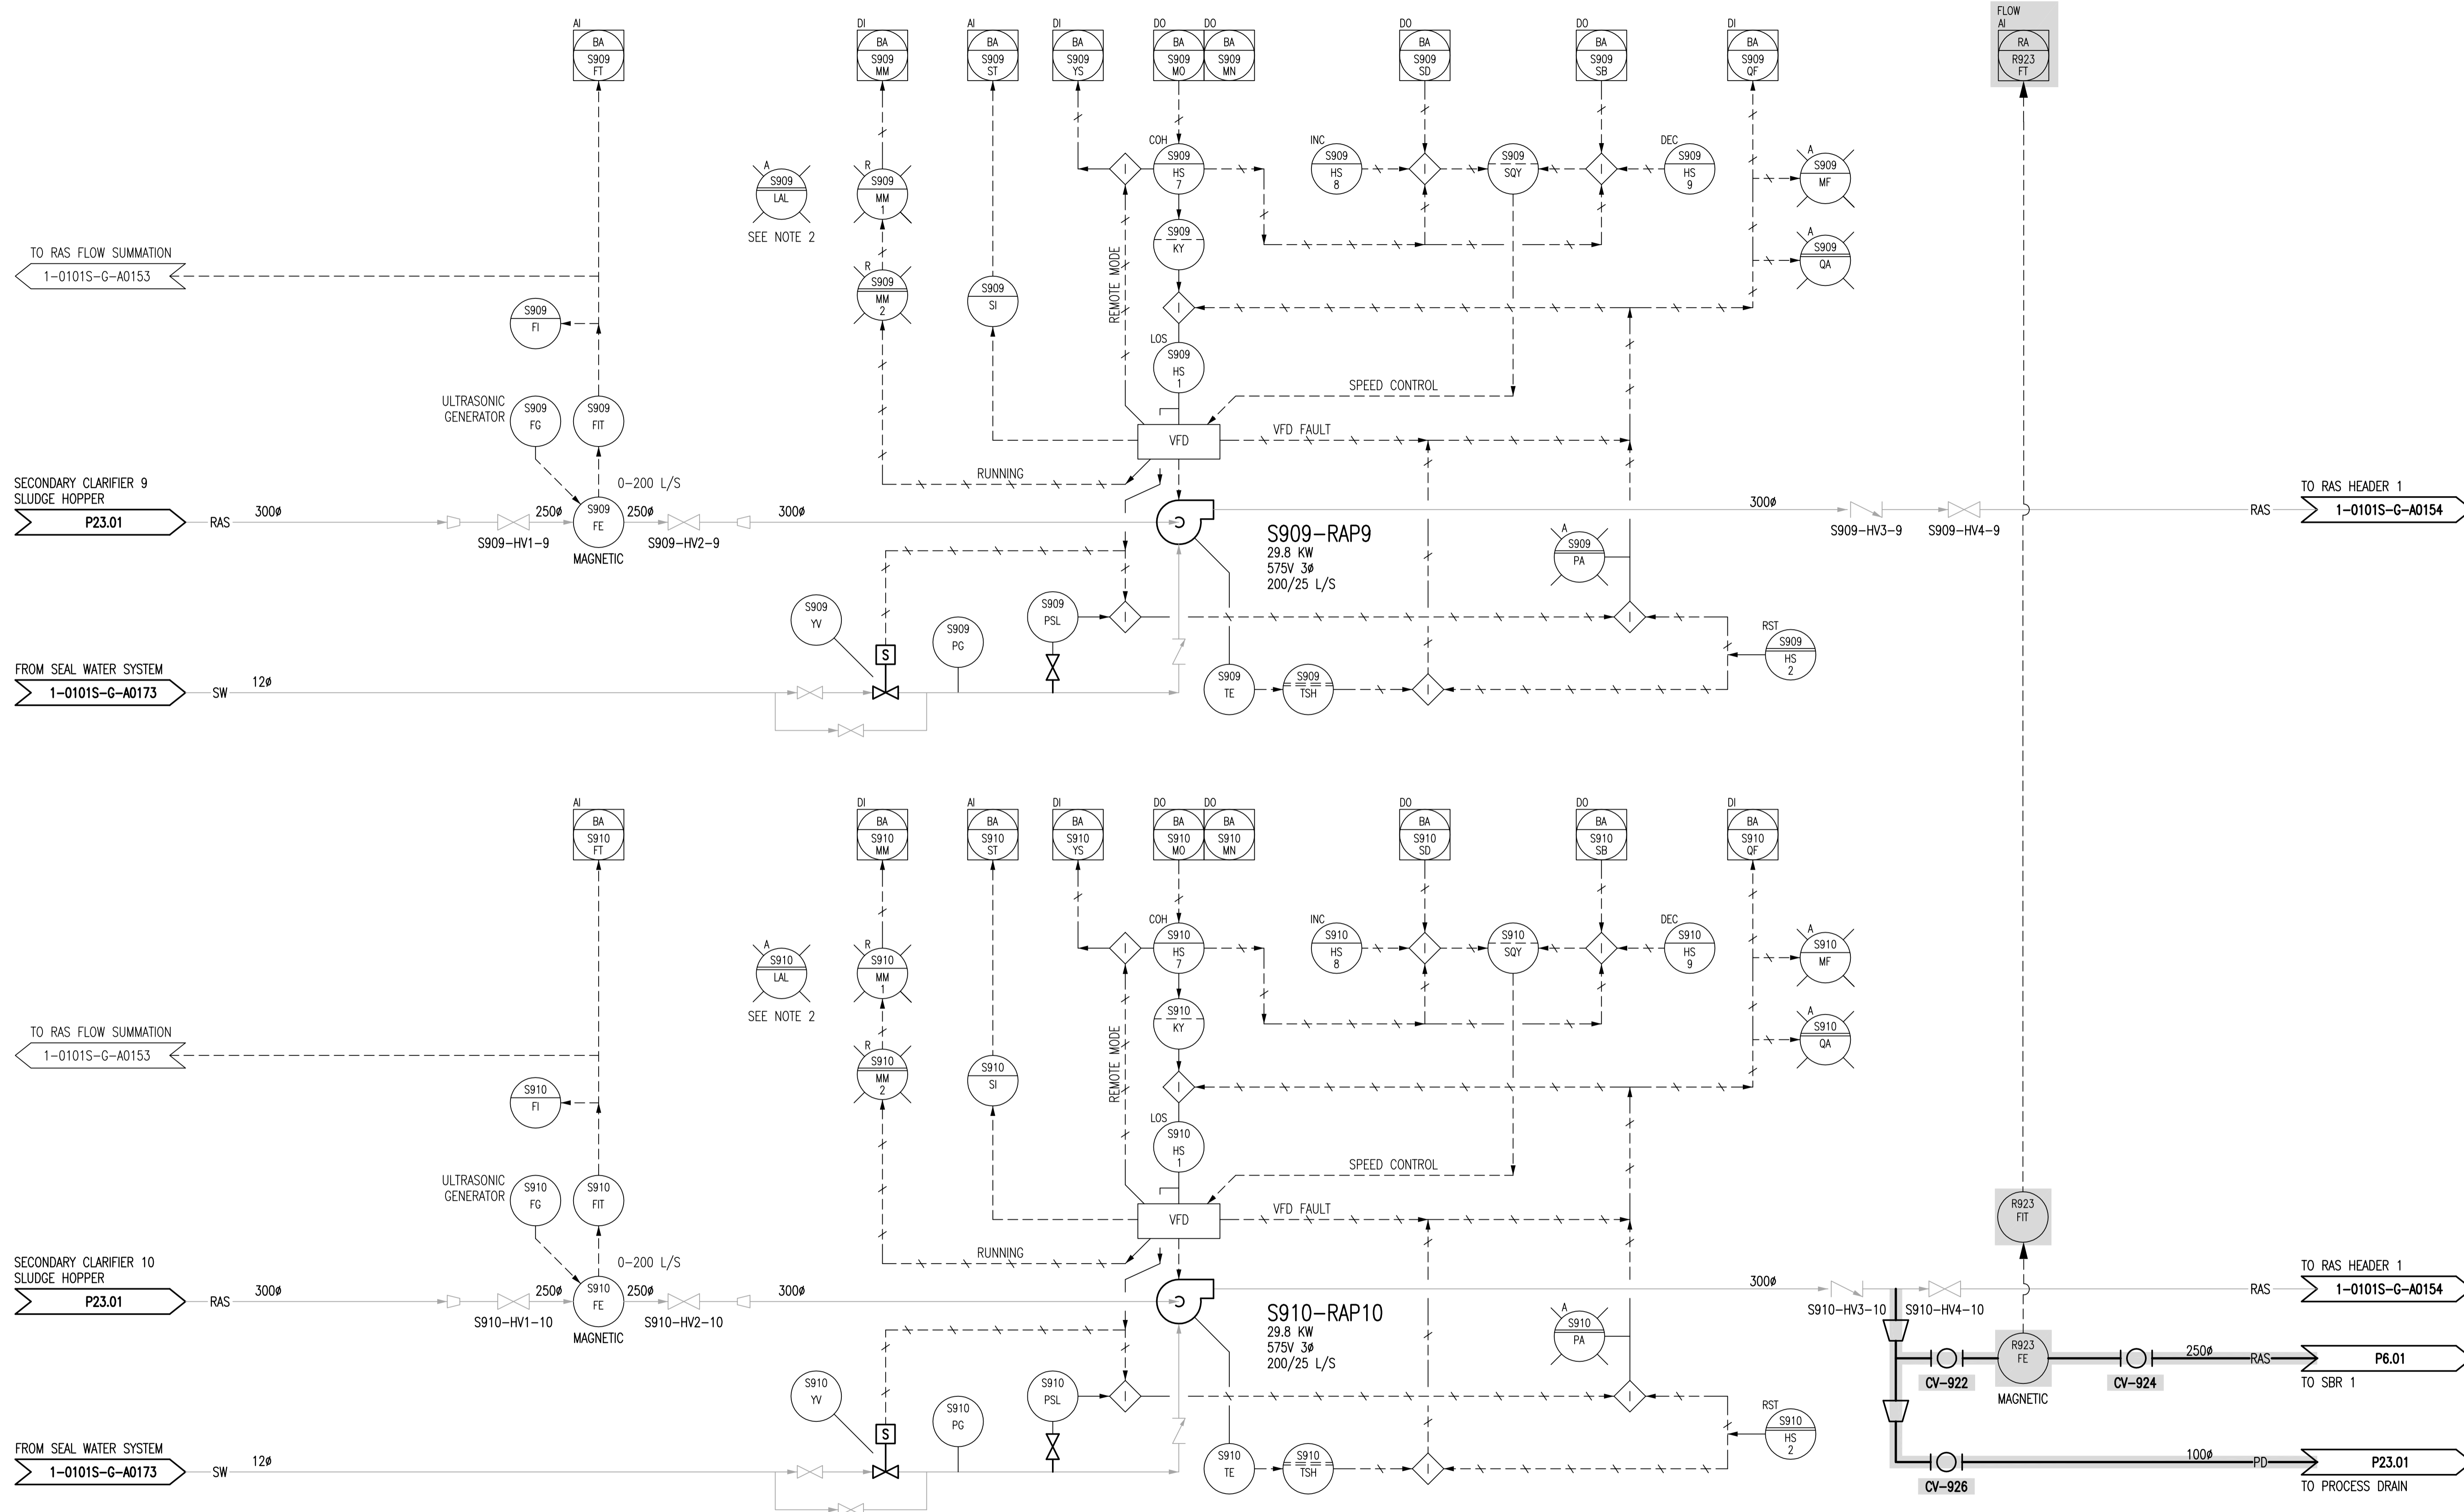 FLOW
AI
DI
AI
DI
DO
DO
DO
DO
DI
AI
BA
S909
FT
BA
S909
MM
BA
S909
ST
BA
S909
YS
BA
S909
MO
BA
S909
MN
BA
S909
SD
BA
S909
SB
BA
S909
QF
RA
R923
FT
A
S909
LAL
SEE NOTE 2
R
S909
MM
1
COH
S909
HS
7
INC
S909
HS
8
S909
SQY
DEC
S909
HS
9
A
S909
MF
S909
KY
A
S909
QA
TO RAS FLOW SUMMATION
1-0101S-G-A0153
R
S909
MM
2
S909
SI
REMOTE MODE
S909
FI
LOS
S909
HS
1
SPEED CONTROL
ULTRASONIC
GENERATOR
S909
FG
S909
FIT
VFD
VFD FAULT
RUNNING
SECONDARY CLARIFIER 9
SLUDGE HOPPER
P23.01
RAS
300ø
250ø
S909
FE
250ø
0-200 L/S
300ø
S909-HV1-9
S909-HV2-9
MAGNETIC
S909-RAP9
29.8 KW
575V 3ø
200/25 L/S
A
S909
PA
300ø
S909-HV3-9
S909-HV4-9
RAS
TO RAS HEADER 1
1-0101S-G-A0154
S909
YV
S
S909
PG
S909
PSL
S909
TE
S909
TSH
RST
S909
HS
2
FROM SEAL WATER SYSTEM
1-0101S-G-A0173
SW
12ø
AI
DI
AI
DI
DO
DO
DO
DO
DI
BA
S910
FT
BA
S910
MM
BA
S910
ST
BA
S910
YS
BA
S910
MO
BA
S910
MN
BA
S910
SD
BA
S910
SB
BA
S910
QF
A
S910
LAL
SEE NOTE 2
R
S910
MM
1
COH
S910
HS
7
INC
S910
HS
8
S910
SQY
DEC
S910
HS
9
A
S910
MF
S910
KY
A
S910
QA
TO RAS FLOW SUMMATION
1-0101S-G-A0153
R
S910
MM
2
S910
SI
REMOTE MODE
S910
FI
LOS
S910
HS
1
SPEED CONTROL
ULTRASONIC
GENERATOR
S910
FG
S910
FIT
VFD
VFD FAULT
RUNNING
R923
FIT
SECONDARY CLARIFIER 10
SLUDGE HOPPER
P23.01
RAS
300ø
250ø
S910
FE
250ø
0-200 L/S
300ø
S910-HV1-10
S910-HV2-10
MAGNETIC
S910-RAP10
29.8 KW
575V 3ø
200/25 L/S
A
S910
PA
300ø
S910-HV3-10
S910-HV4-10
RAS
TO RAS HEADER 1
1-0101S-G-A0154
R923
FE
MAGNETIC
CV-922
CV-924
250ø
RAS
P6.01
TO SBR 1
S910
YV
S
S910
PG
S910
PSL
S910
TE
S910
TSH
RST
S910
HS
2
FROM SEAL WATER SYSTEM
1-0101S-G-A0173
SW
12ø
CV-926
100ø
PD
P23.01
TO PROCESS DRAIN